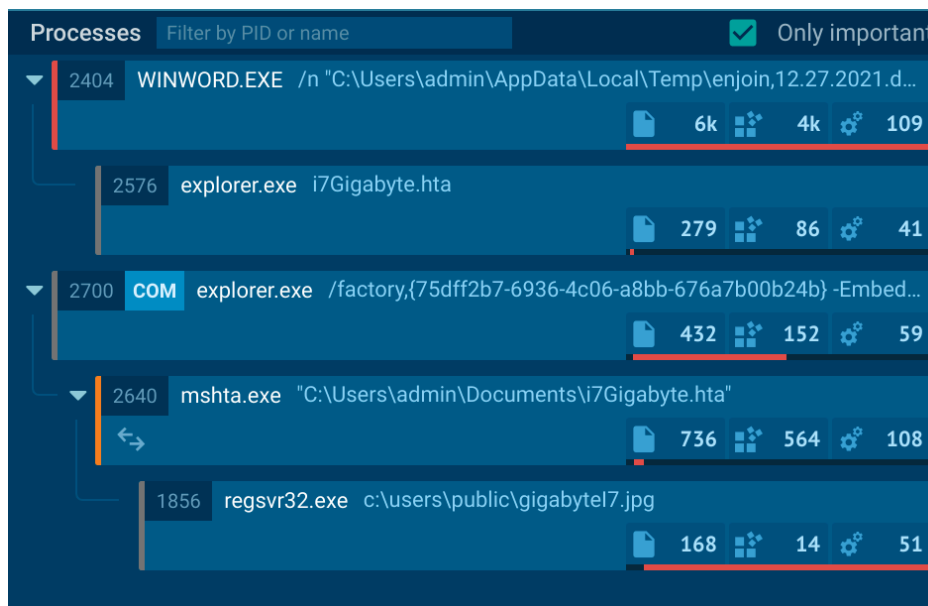 Processes Filter by PID or name Only important
2404 WINWORD.EXE /n "C:\Users\admin\AppData\Local\Temp\enjoin,12.27.2021.d...
6k 4k 109
2576 explorer.exe i7Gigabyte.hta
279 86 41
2700 COM explorer.exe /factory,{75dff2b7-6936-4c06-a8bb-676a7b00b24b} -Embed...
432 152 59
2640 mshta.exe "C:\Users\admin\Documents\i7Gigabyte.hta"
736 564 108
1856 regsvr32.exe c:\users\public\gigabyteI7.jpg
168 14 51